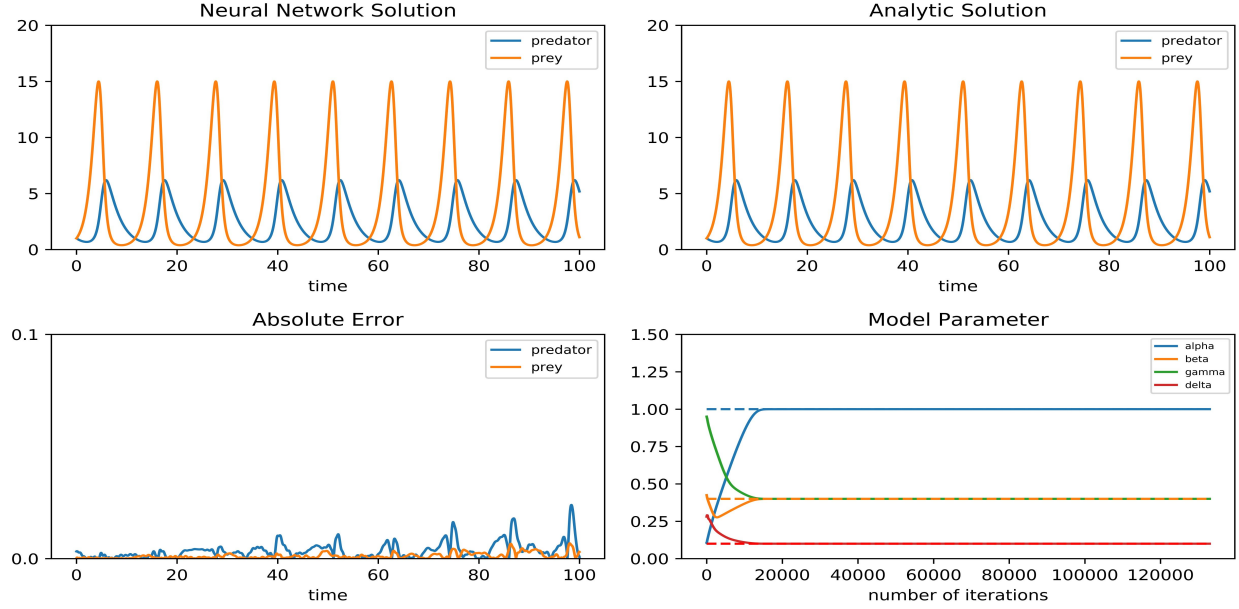 Neural Network Solution
20
15
10
5
0
predator
prey
0 20 40 60 80 100
time
Analytic Solution
20
15
10
5
0
predator
prey
0 20 40 60 80 100
time
Absolute Error
0.1
0.0
predator
prey
0 20 40 60 80 100
time
Model Parameter
1.50
1.25
1.00
0.75
0.50
0.25
0.00
alpha
beta
gamma
delta
0 20000 40000 60000 80000 100000 120000
number of iterations